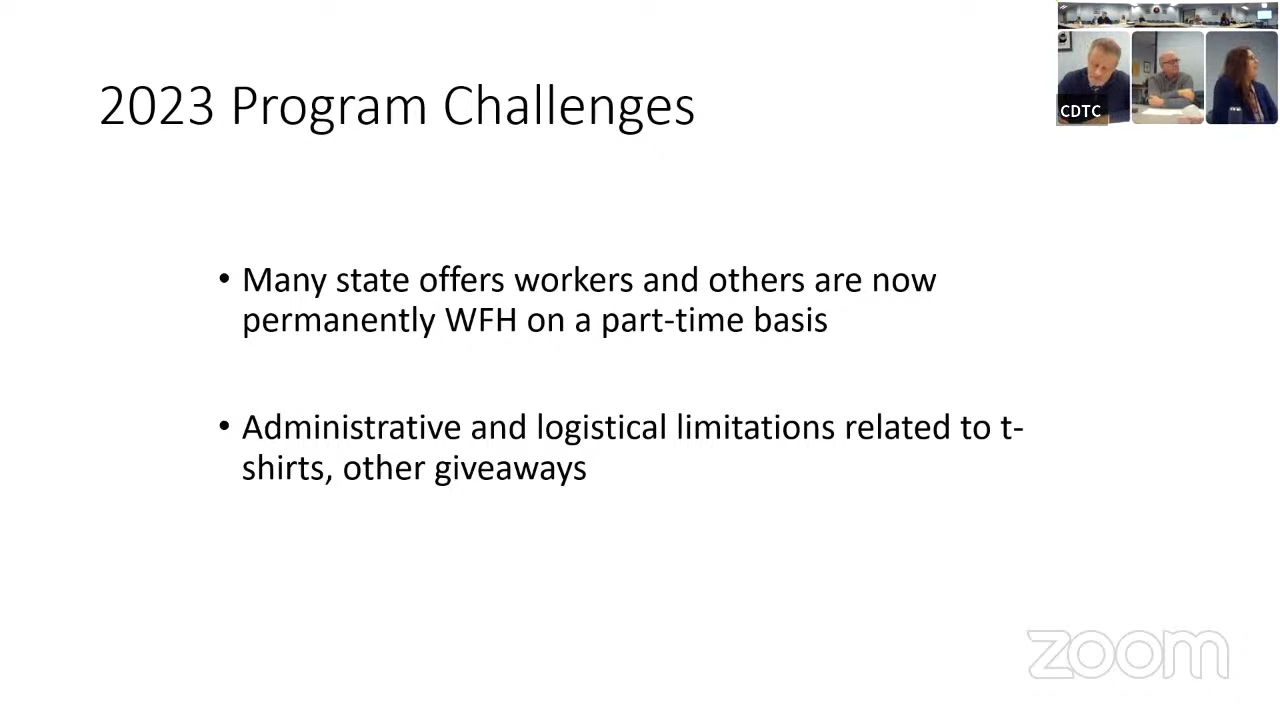 2023 Program Challenges
CDTC
• Many state offers workers and others are now
permanently WFH on a part-time basis
• Administrative and logistical limitations related to t-
shirts, other giveaways
zoom